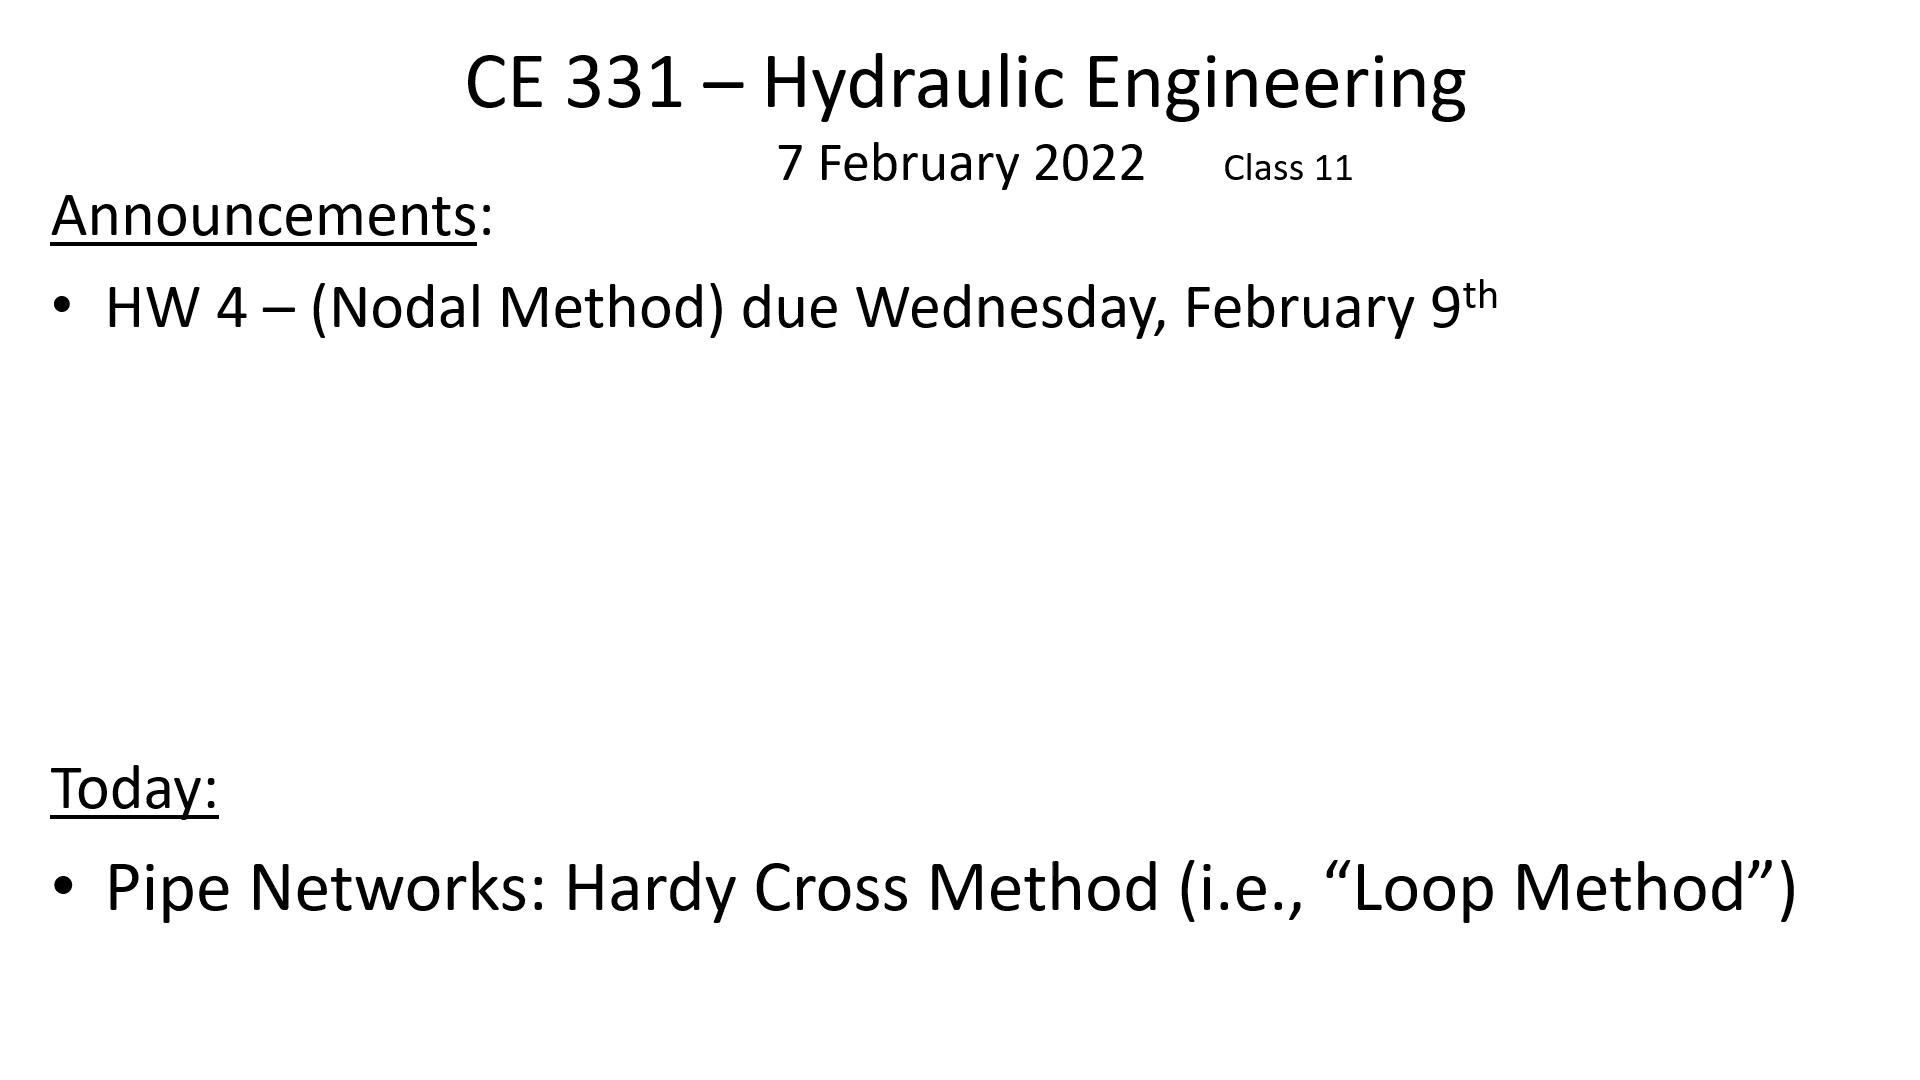 CE 331 – Hydraulic Engineering
7 February 2022 Class 11
Announcements:
• HW 4 – (Nodal Method) due Wednesday, February 9th
Today:
• Pipe Networks: Hardy Cross Method (i.e., “Loop Method”)